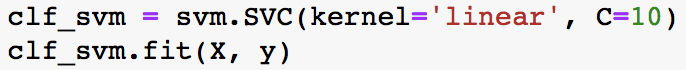 clf_svm = svm.SVC(kernel='linear', C=10)
clf_svm.fit(X, y)